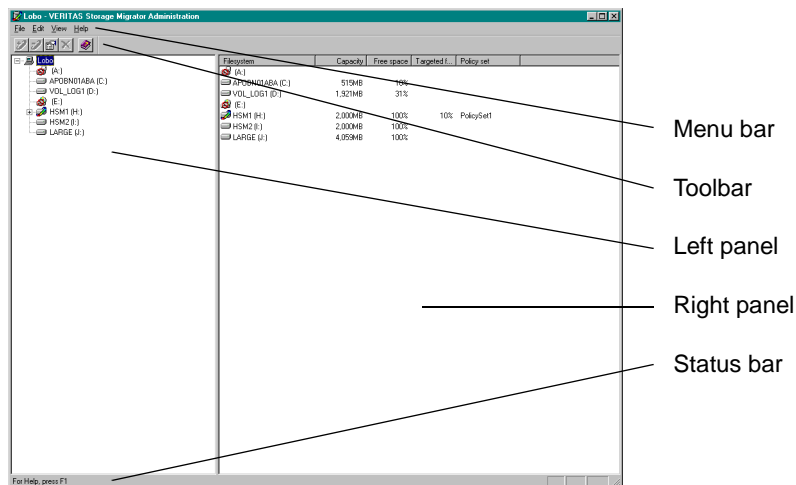 Lobo - VERITAS Storage Migrator Administration
File Edit View Help
Lobo
(A:)
APOBN01ABA (C:)
VOL_LOG1 (D:)
(E:)
HSM1 (H:)
HSM2 (I:)
LARGE (J:)
Filesystem Capacity Free space Targeted f... Policy set
(A:)
APOBN01ABA (C:) 515MB 16%
VOL_LOG1 (D:) 1,921MB 31%
(E:)
HSM1 (H:) 2,000MB 100% 10% PolicySet1
HSM2 (I:) 2,000MB 100%
LARGE (J:) 4,059MB 100%
For Help, press F1
Menu bar
Toolbar
Left panel
Right panel
Status bar